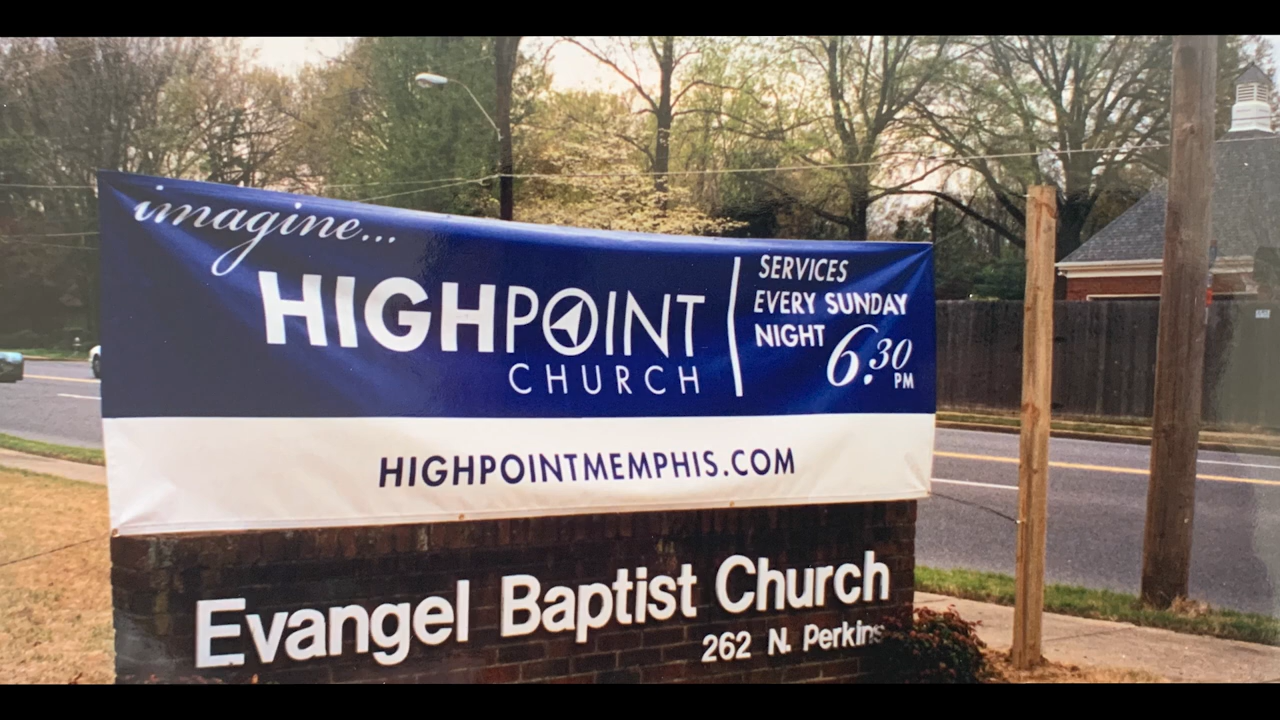 imagine...
HIGHPOINT
CHURCH
SERVICES
EVERY SUNDAY
NIGHT 6:30
PM
HIGHPOINTMEMPHIS.COM
Evangel Baptist Church
262 N. Perkins